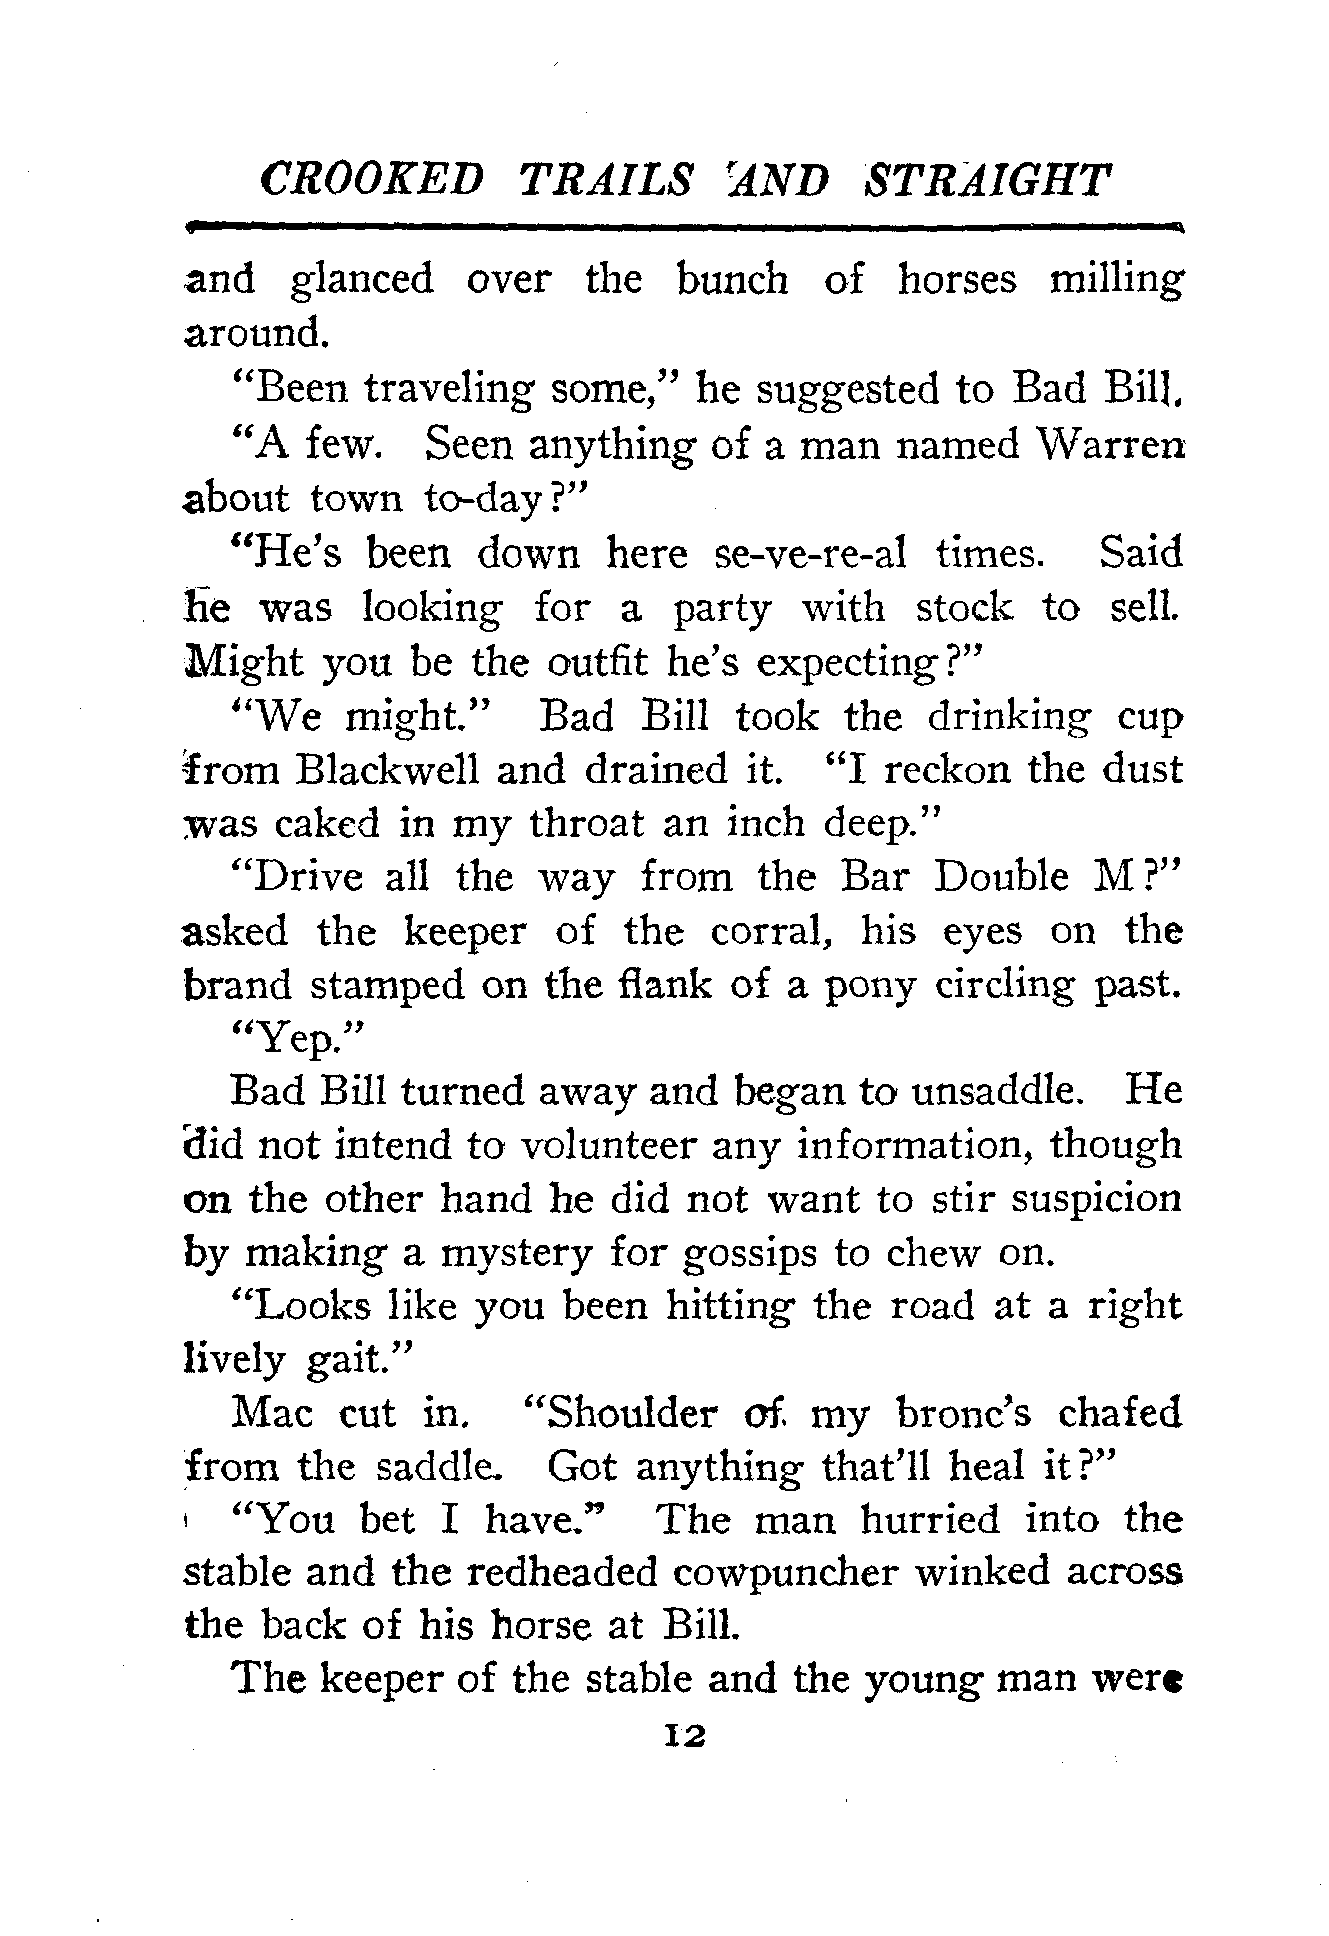 CROOKED TRAILS AND STRAIGHT
and glanced over the bunch of horses milling
around.
"Been traveling some," he suggested to Bad Bill.
"A few. Seen anything of a man named Warren
about town to-day?"
"He's been down here se-ve-re-al times. Said
he was looking for a party with stock to sell.
Might you be the outfit he's expecting?"
"We might." Bad Bill took the drinking cup
from Blackwell and drained it. "I reckon the dust
was caked in my throat an inch deep."
"Drive all the way from the Bar Double M?"
asked the keeper of the corral, his eyes on the
brand stamped on the flank of a pony circling past.
"Yep."
Bad Bill turned away and began to unsaddle. He
did not intend to volunteer any information, though
on the other hand he did not want to stir suspicion
by making a mystery for gossips to chew on.
"Looks like you been hitting the road at a right
lively gait."
Mac cut in. "Shoulder of my bronc's chafed
from the saddle. Got anything that'll heal it?"
"You bet I have." The man hurried into the
stable and the redheaded cowpuncher winked across
the back of his horse at Bill.
The keeper of the stable and the young man were
12